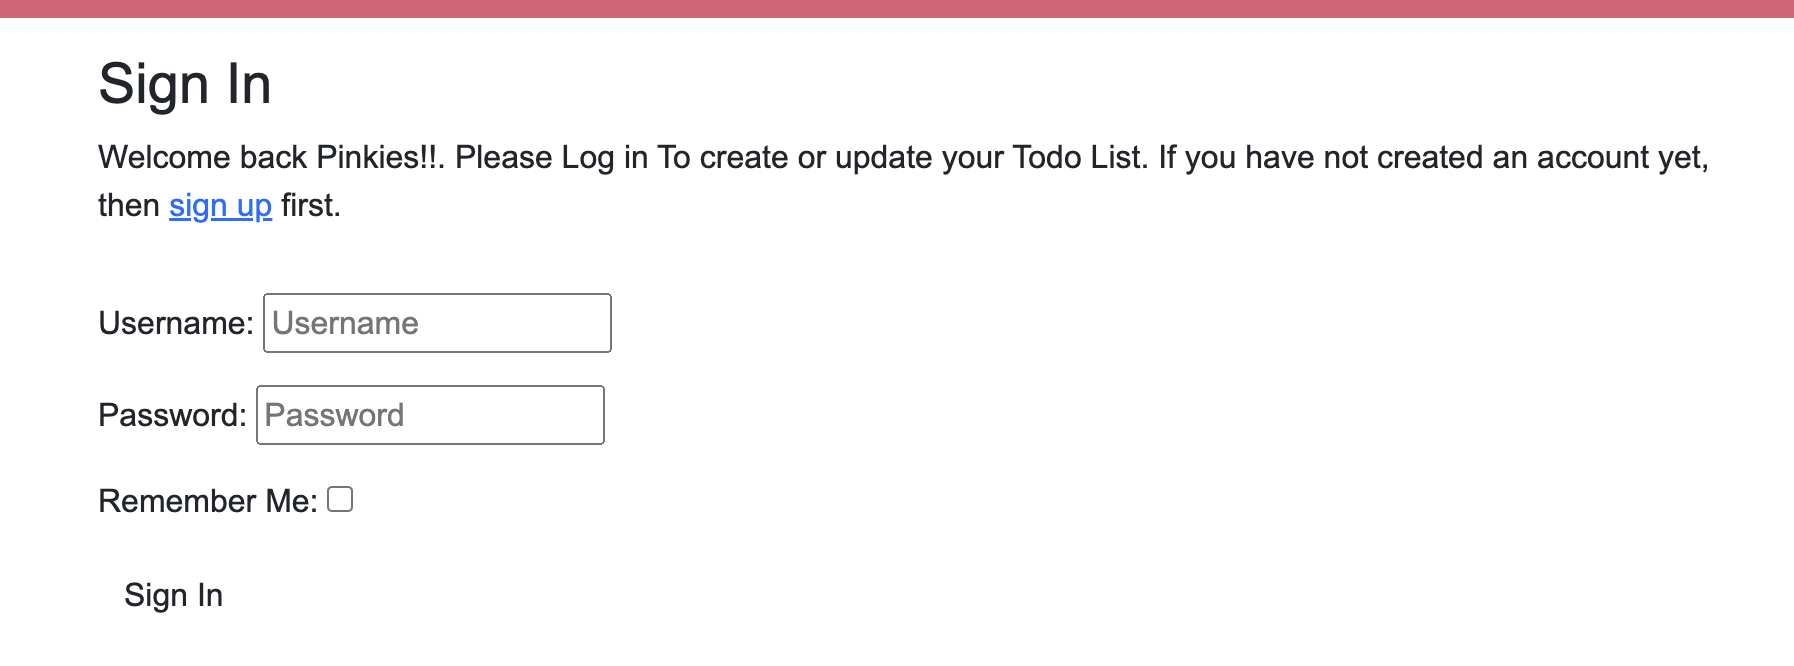 Sign In
Welcome back Pinkies!!. Please Log in To create or update your Todo List. If you have not created an account yet,
then sign up first.
Username: Username
Password: Password
Remember Me:
Sign In